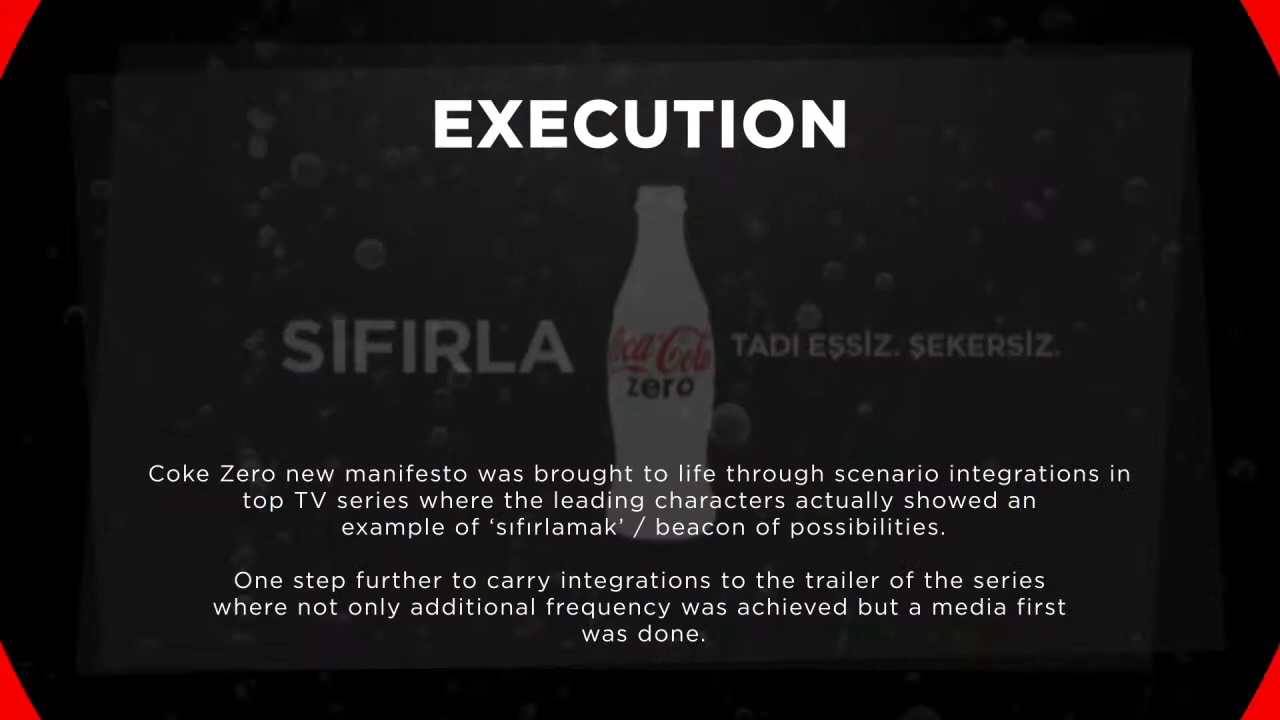 EXECUTION
SIFIRLA
Coca-Cola
zero
TADI EŞSİZ. ŞEKERSİZ.
Coke Zero new manifesto was brought to life through scenario integrations in
top TV series where the leading characters actually showed an
example of ‘sıfırlamak’ / beacon of possibilities.
One step further to carry integrations to the trailer of the series
where not only additional frequency was achieved but a media first
was done.